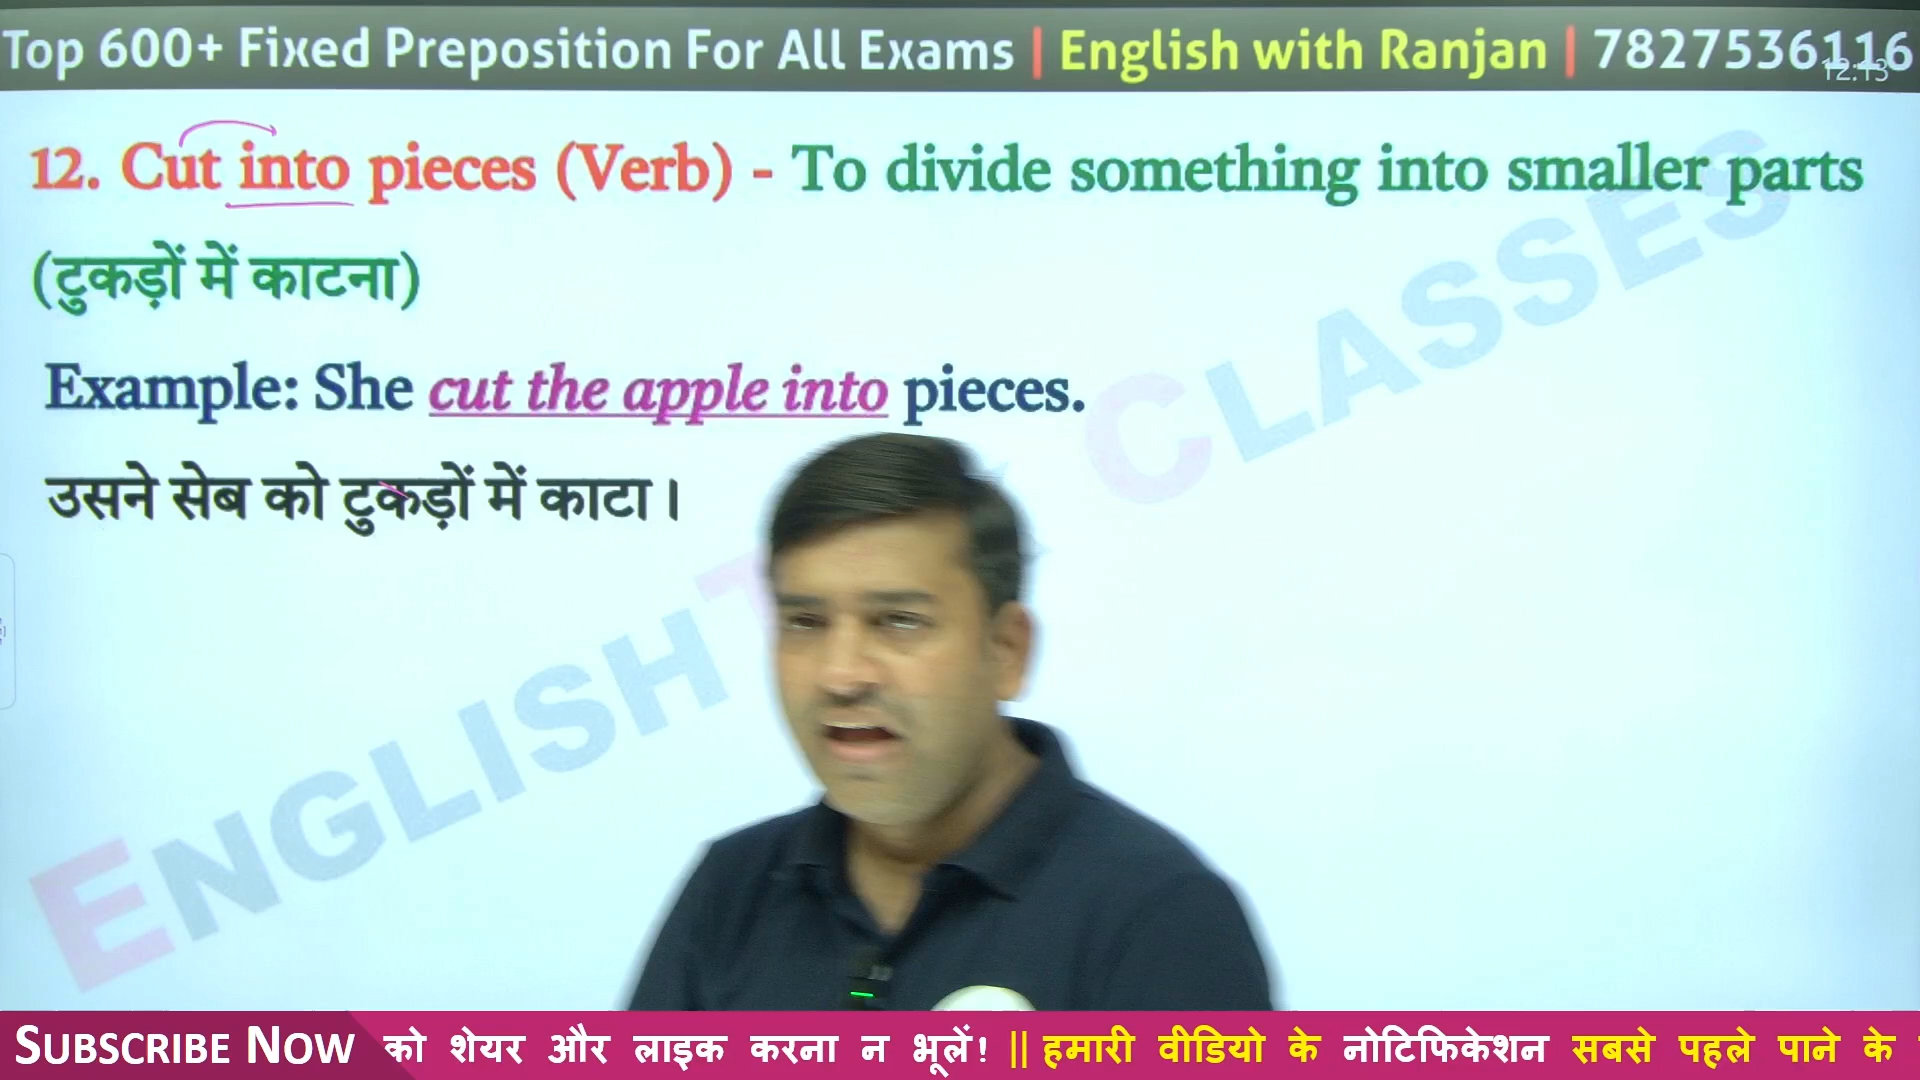 Top 600+ Fixed Preposition For All Exams | English with Ranjan | 7827536116
12:13
12. Cut into pieces (Verb) - To divide something into smaller parts
(टुकड़ों में काटना)
Example: She cut the apple into pieces.
उसने सेब को टुकड़ों में काटा।
ENGLISH CLASSES
SUBSCRIBE NOW को शेयर और लाइक करना न भूलें! || हमारी वीडियो के नोटिफिकेशन सबसे पहले पाने के